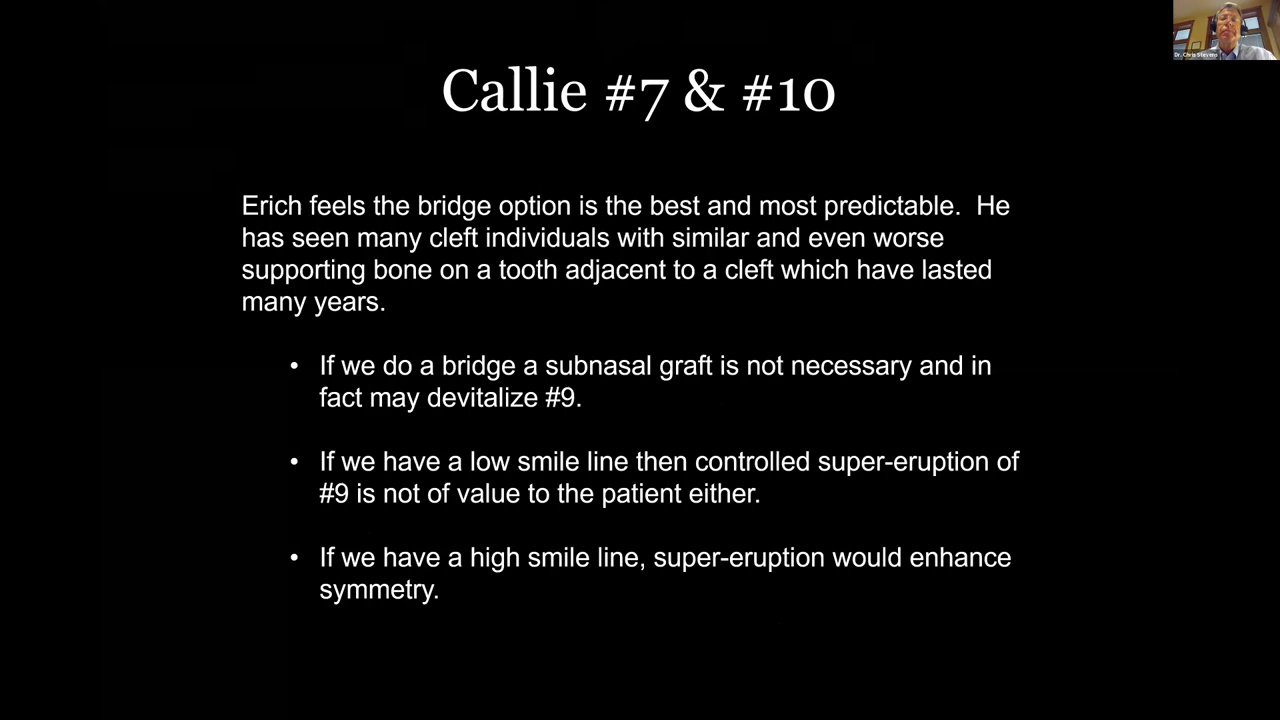 Dr. Chris Stevens
Callie #7 & #10
Erich feels the bridge option is the best and most predictable.  He
has seen many cleft individuals with similar and even worse
supporting bone on a tooth adjacent to a cleft which have lasted
many years.
• If we do a bridge a subnasal graft is not necessary and in
fact may devitalize #9.
• If we have a low smile line then controlled super-eruption of
#9 is not of value to the patient either.
• If we have a high smile line, super-eruption would enhance
symmetry.